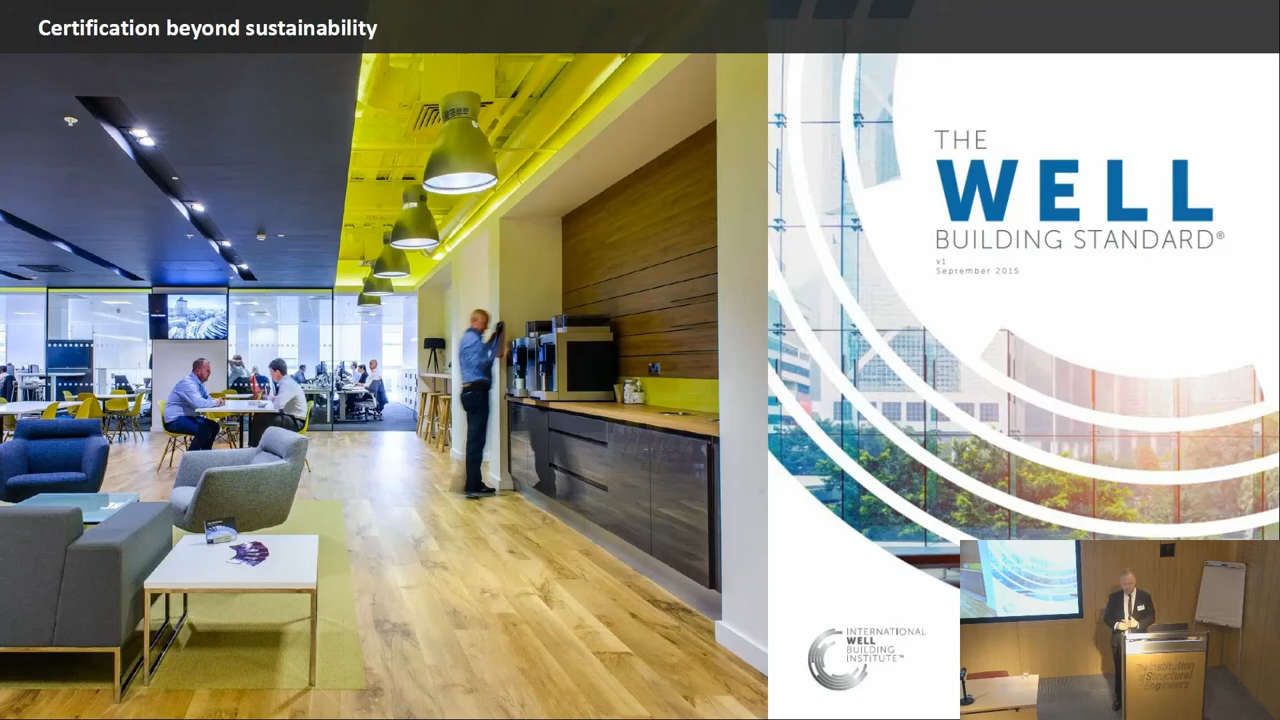 Certification beyond sustainability
THE
WELL
BUILDING STANDARD®
v1
September 2015
INTERNATIONAL
WELL
BUILDING
INSTITUTE™
The Institution
of Structural
Engineers